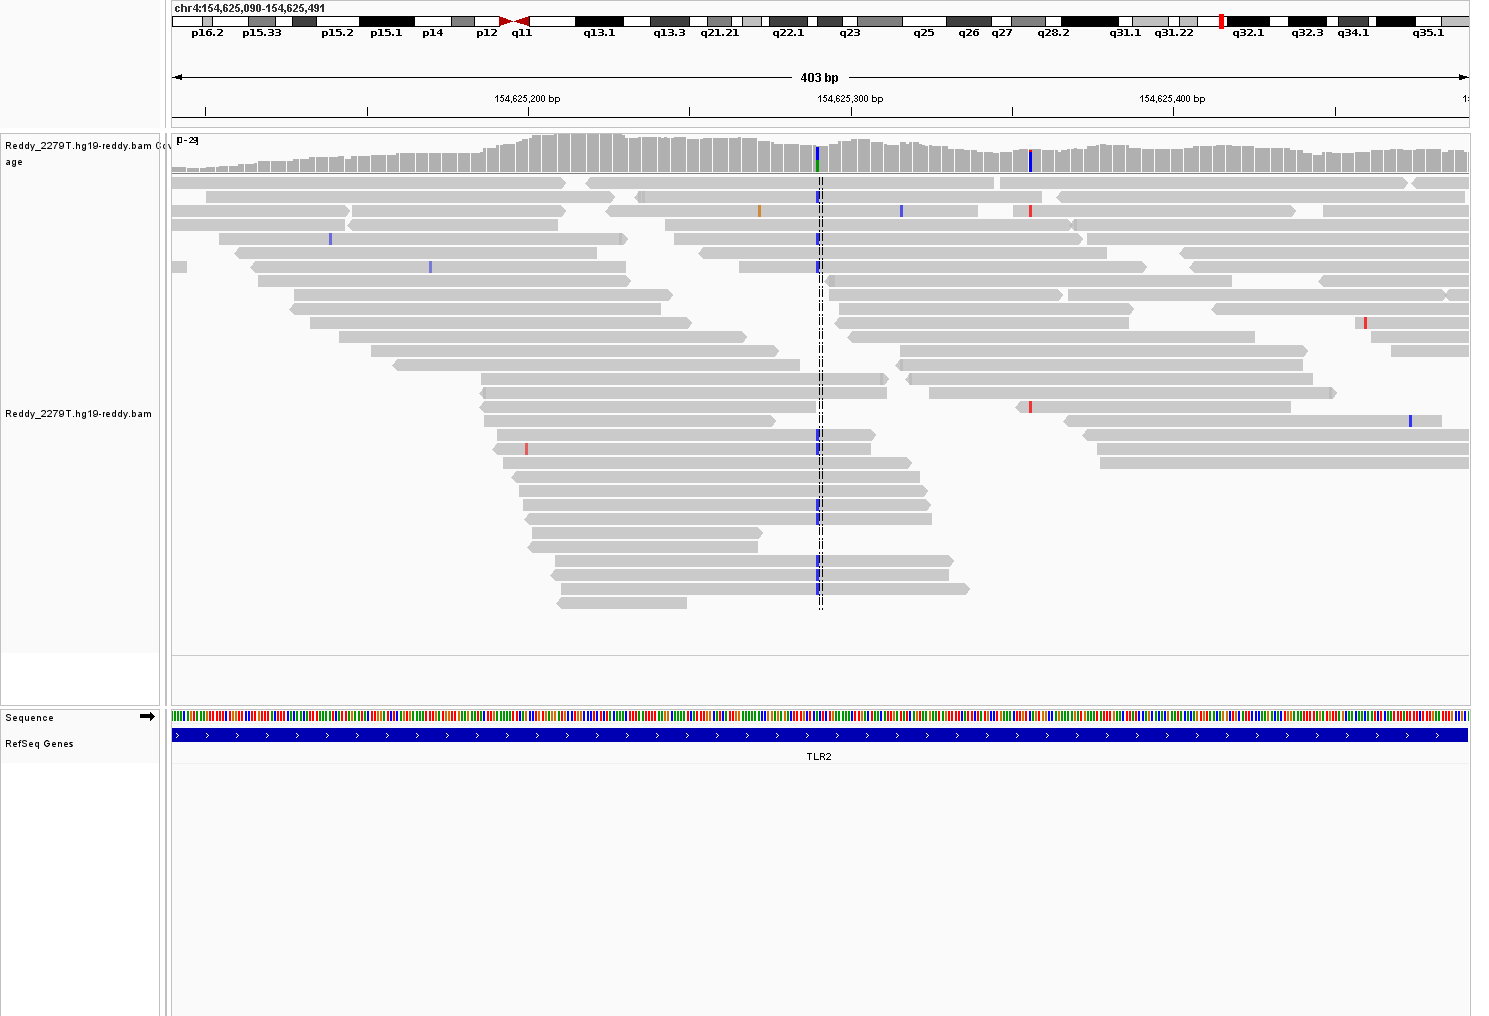 chr4:154,625,090-154,625,491
p16.2 p15.33 p15.2 p15.1 p14 p12 q11 q13.1 q13.3 q21.21 q22.1 q23 q25 q26 q27 q28.2 q31.1 q31.22 q32.1 q32.3 q34.1 q35.1
403 bp
154,625,200 bp 154,625,300 bp 154,625,400 bp
Reddy_2279T.hg19-reddy.bam Cov
age
[0-29]
Reddy_2279T.hg19-reddy.bam
Sequence
RefSeq Genes
TLR2